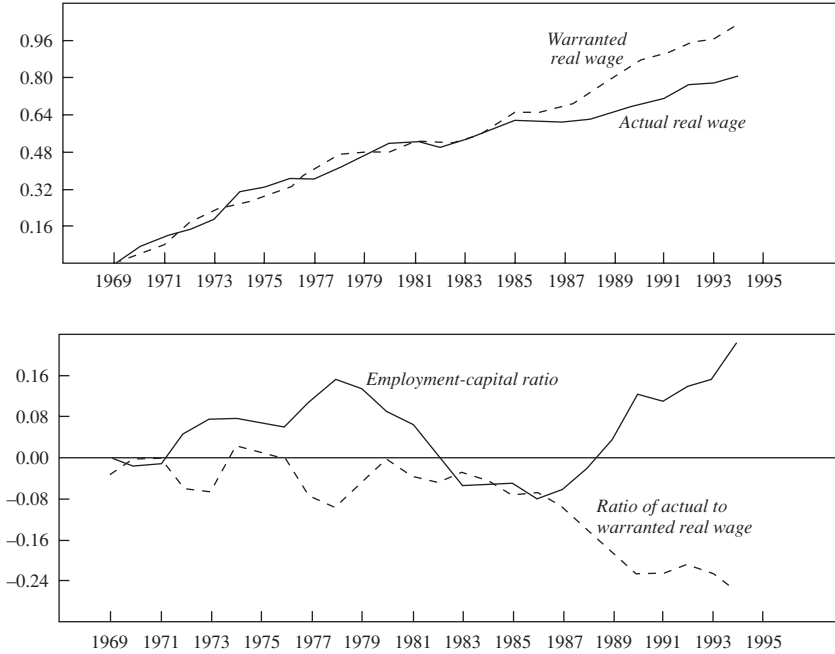 0.96
Warranted
real wage
0.80
0.64
Actual real wage
0.48
0.32
0.16
1969 1971 1973 1975 1977 1979 1981 1983 1985 1987 1989 1991 1993 1995
0.16
Employment-capital ratio
0.08
0.00
–0.08
Ratio of actual to
warranted real wage
–0.16
–0.24
1969 1971 1973 1975 1977 1979 1981 1983 1985 1987 1989 1991 1993 1995